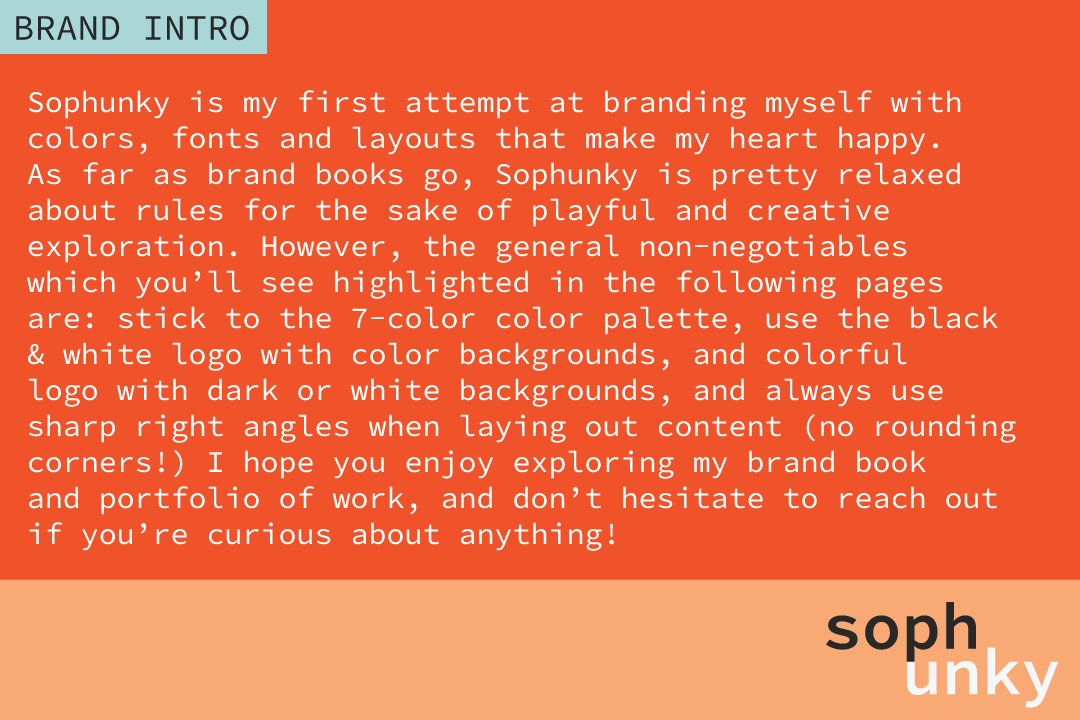 BRAND INTRO
Sophunky is my first attempt at branding myself with
colors, fonts and layouts that make my heart happy.
As far as brand books go, Sophunky is pretty relaxed
about rules for the sake of playful and creative
exploration. However, the general non-negotiables
which you’ll see highlighted in the following pages
are: stick to the 7-color color palette, use the black
& white logo with color backgrounds, and colorful
logo with dark or white backgrounds, and always use
sharp right angles when laying out content (no rounding
corners!) I hope you enjoy exploring my brand book
and portfolio of work, and don’t hesitate to reach out
if you’re curious about anything!
soph
unky